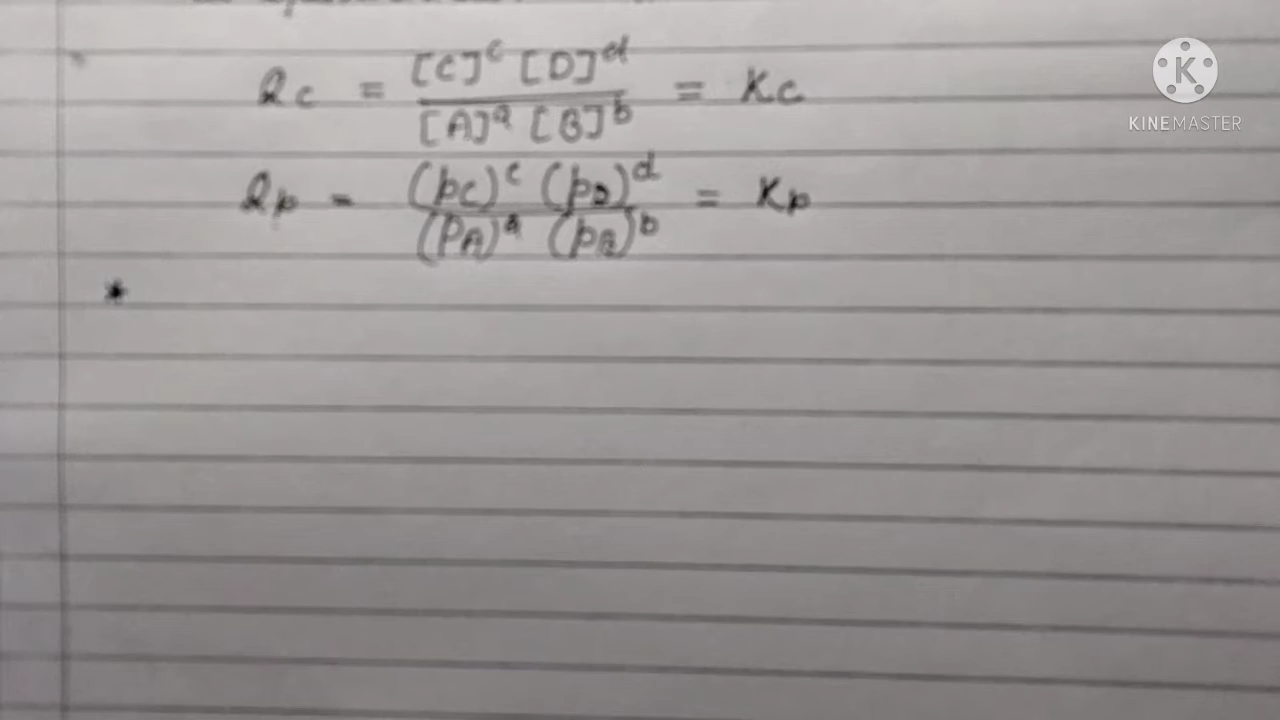 Qc = [C]^c [D]^d / [A]^a [B]^b = Kc
Qp = (pC)^c (pD)^d / (pA)^a (pB)^b = Kp
*
K
KINEMASTER